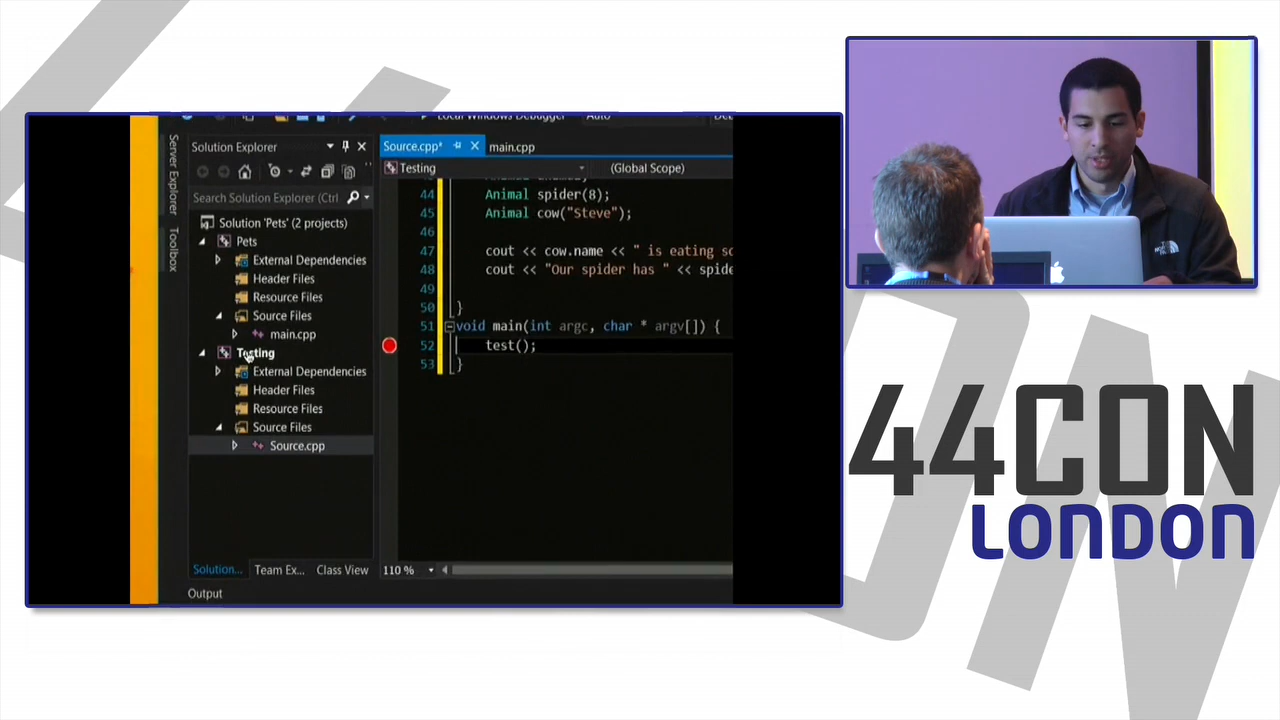 Local Windows Debugger Auto
Server Explorer
Toolbox
Solution Explorer
Search Solution Explorer (Ctrl
Solution 'Pets' (2 projects)
Pets
External Dependencies
Header Files
Resource Files
Source Files
main.cpp
Testing
External Dependencies
Header Files
Resource Files
Source Files
Source.cpp
Solution... Team Ex... Class View
Output
Source.cpp* main.cpp
Testing (Global Scope)
44 Animal spider(8);
45 Animal cow("Steve");
46
47 cout << cow.name << " is eating so
48 cout << "Our spider has " << spide
49
50 }
51 void main(int argc, char * argv[]) {
52 test();
53 }
110 %
44CON
LONDON